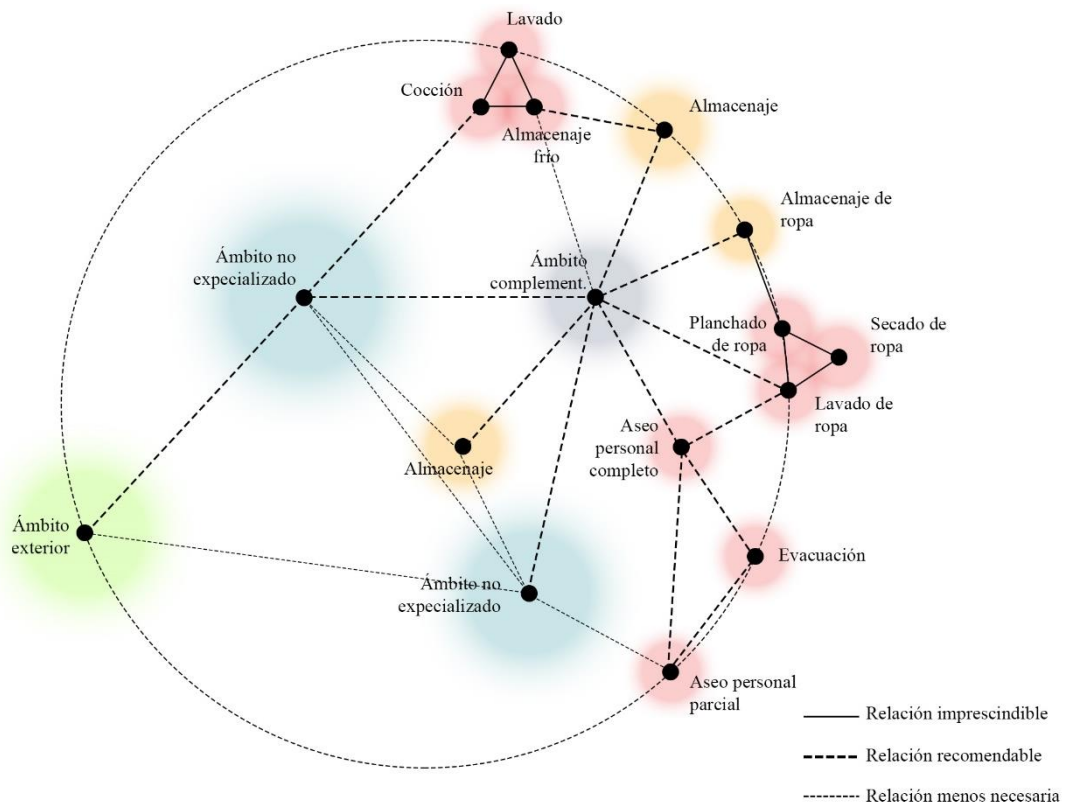 Lavado
Cocción
Almacenaje
frío
Almacenaje
Almacenaje de
ropa
Ámbito no
expecializado
Ámbito
complement.
Planchado
de ropa
Secado de
ropa
Lavado de
ropa
Aseo
personal
completo
Almacenaje
Ámbito
exterior
Evacuación
Ámbito no
expecializado
Aseo personal
parcial
Relación imprescindible
Relación recomendable
Relación menos necesaria